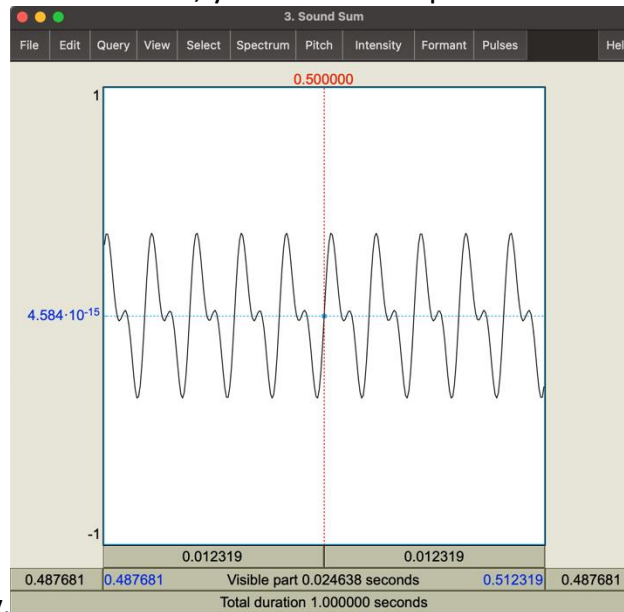 3. Sound Sum
File Edit Query View Select Spectrum Pitch Intensity Formant Pulses Hel
0.500000
1
4.584·10-15
-1
0.012319 0.012319
0.487681 0.487681 Visible part 0.024638 seconds 0.512319 0.487681
Total duration 1.000000 seconds